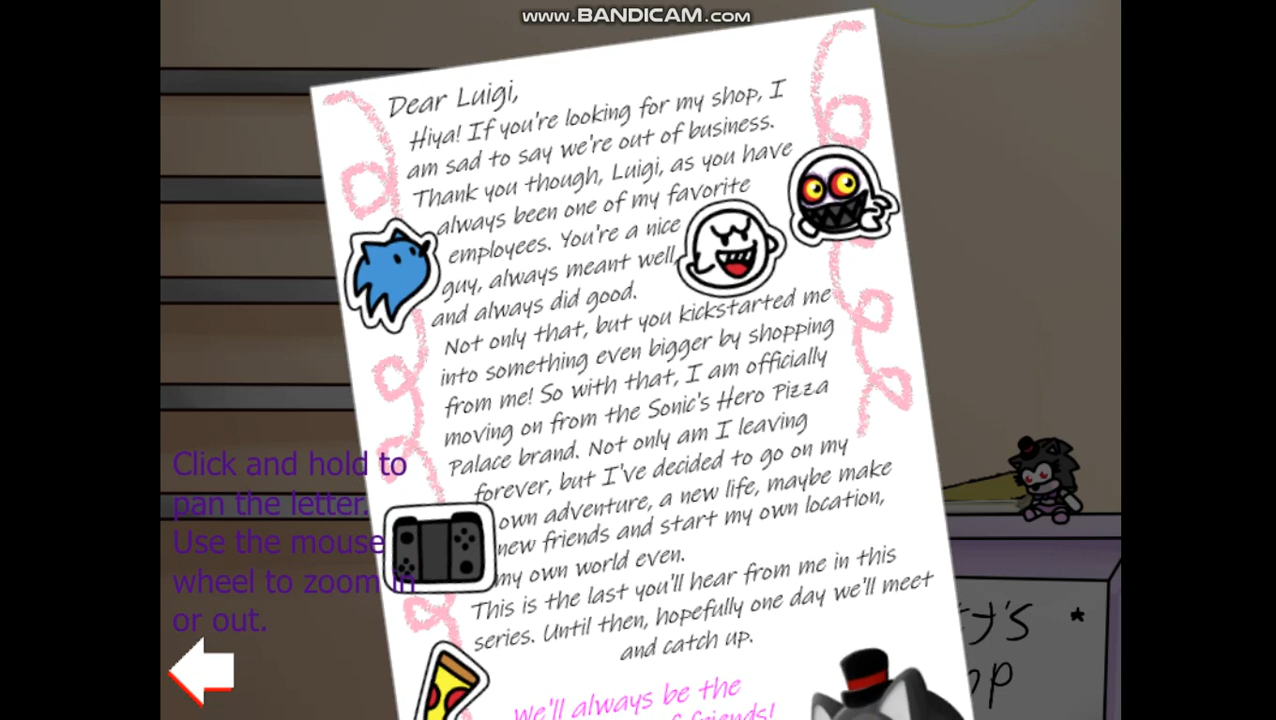 www.BANDICAM.com
Dear Luigi,
Hiya! If you're looking for my shop, I
am sad to say we're out of business.
Thank you though, Luigi, as you have
always been one of my favorite
employees. You're a nice
guy, always meant well,
and always did good.
Not only that, but you kickstarted me
into something even bigger by shopping
from me! So with that, I am officially
moving on from the Sonic's Hero Pizza
Palace brand. Not only am I leaving
forever, but I've decided to go on my
own adventure, a new life, maybe make
new friends and start my own location,
my own world even.
This is the last you'll hear from me in this
series. Until then, hopefully one day we'll meet
and catch up.
We'll always be the
friends!
Click and hold to
pan the letter.
Use the mouse
wheel to zoom in
or out.